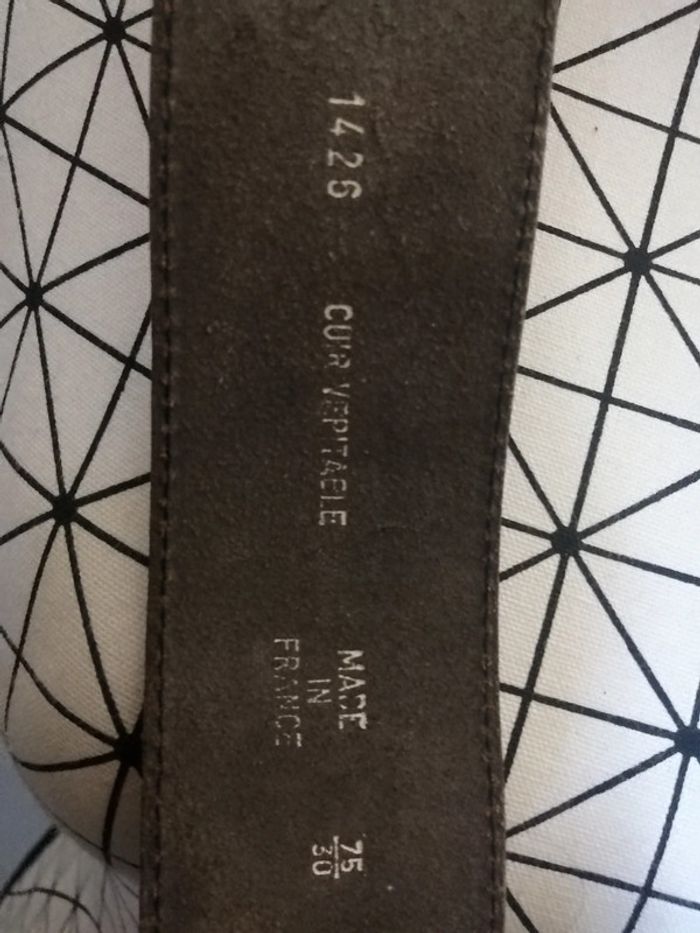 1426 CUIR VERITABLE
MADE
IN
FRANCE
75
30